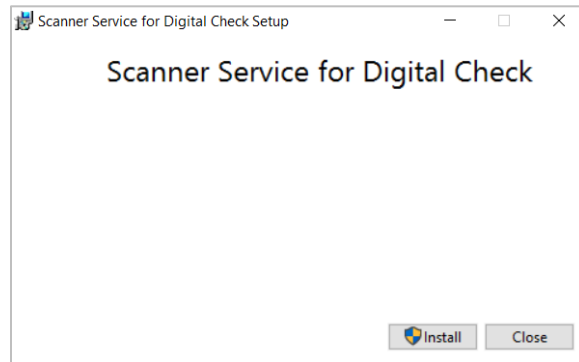 Scanner Service for Digital Check Setup
Scanner Service for Digital Check
Install Close